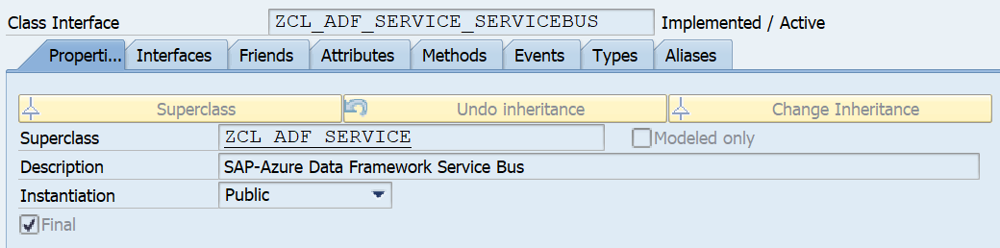 Class Interface ZCL_ADF_SERVICE_SERVICEBUS Implemented / Active
Properti... Interfaces Friends Attributes Methods Events Types Aliases
Superclass Undo inheritance Change Inheritance
Superclass ZCL_ADF_SERVICE Modeled only
Description SAP-Azure Data Framework Service Bus
Instantiation Public
Final